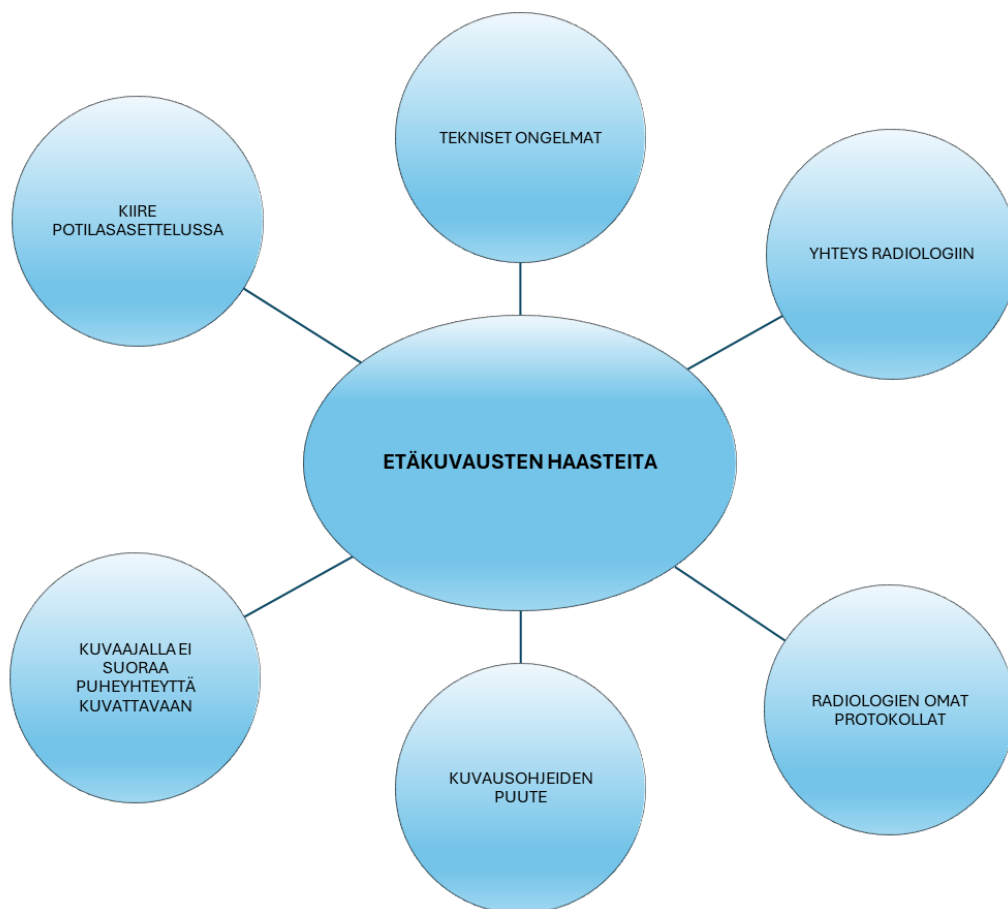 TEKNISET ONGELMAT
KIIRE
POTILASASETTELUSSA
YHTEYS RADIOLOGIIN
ETÄKUVAUSTEN HAASTEITA
KUVAAJALLA EI
SUORAA
PUHEYHTEYTTÄ
KUVATTAVAAN
RADIOLOGIEN OMAT
PROTOKOLLAT
KUVAUSOHJEIDEN
PUUTE